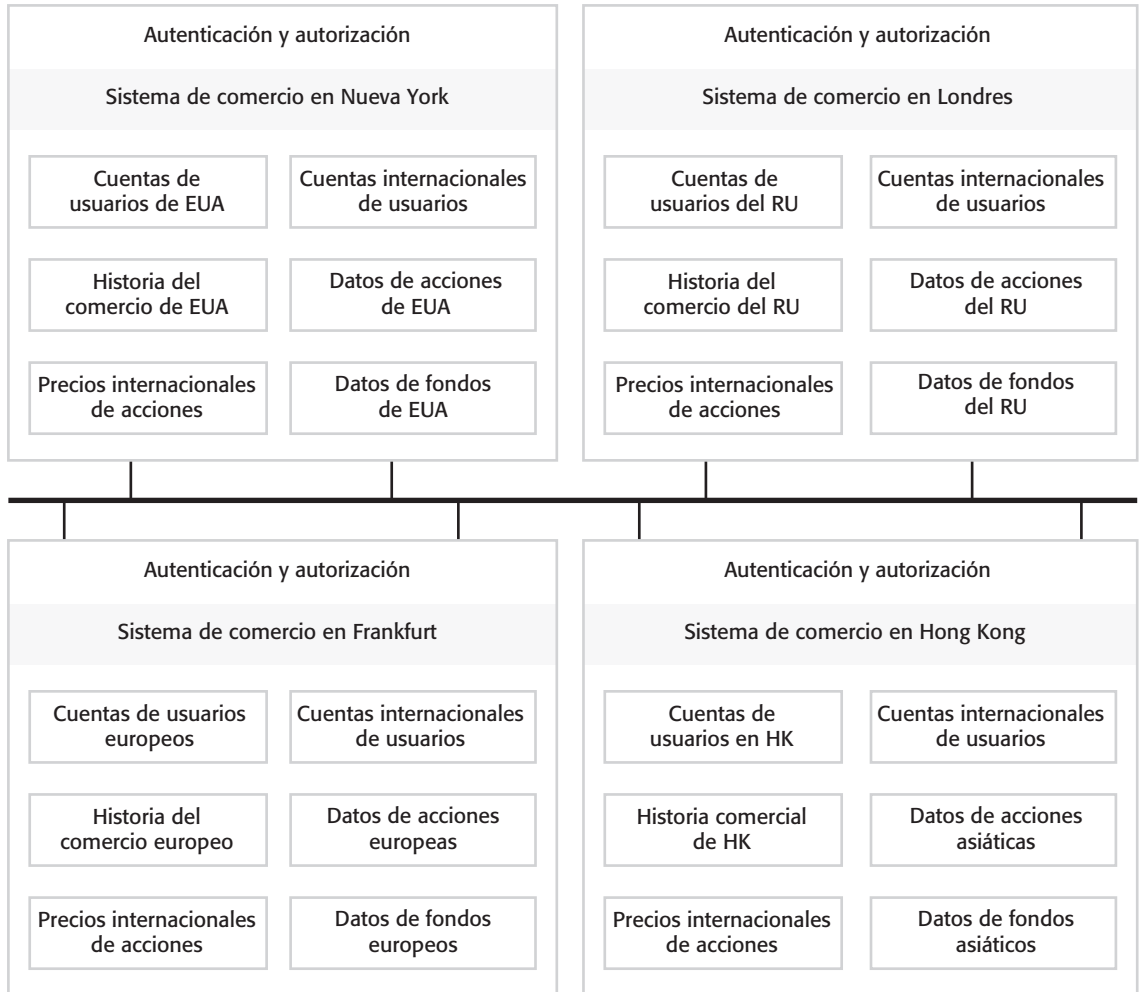 Autenticación y autorización
Sistema de comercio en Nueva York
Cuentas de
usuarios de EUA
Cuentas internacionales
de usuarios
Historia del
comercio de EUA
Datos de acciones
de EUA
Precios internacionales
de acciones
Datos de fondos
de EUA
Autenticación y autorización
Sistema de comercio en Londres
Cuentas de
usuarios del RU
Cuentas internacionales
de usuarios
Historia del
comercio del RU
Datos de acciones
del RU
Precios internacionales
de acciones
Datos de fondos
del RU
Autenticación y autorización
Sistema de comercio en Frankfurt
Cuentas de usuarios
europeos
Cuentas internacionales
de usuarios
Historia del
comercio europeo
Datos de acciones
europeas
Precios internacionales
de acciones
Datos de fondos
europeos
Autenticación y autorización
Sistema de comercio en Hong Kong
Cuentas de
usuarios en HK
Cuentas internacionales
de usuarios
Historia comercial
de HK
Datos de acciones
asiáticas
Precios internacionales
de acciones
Datos de fondos
asiáticos